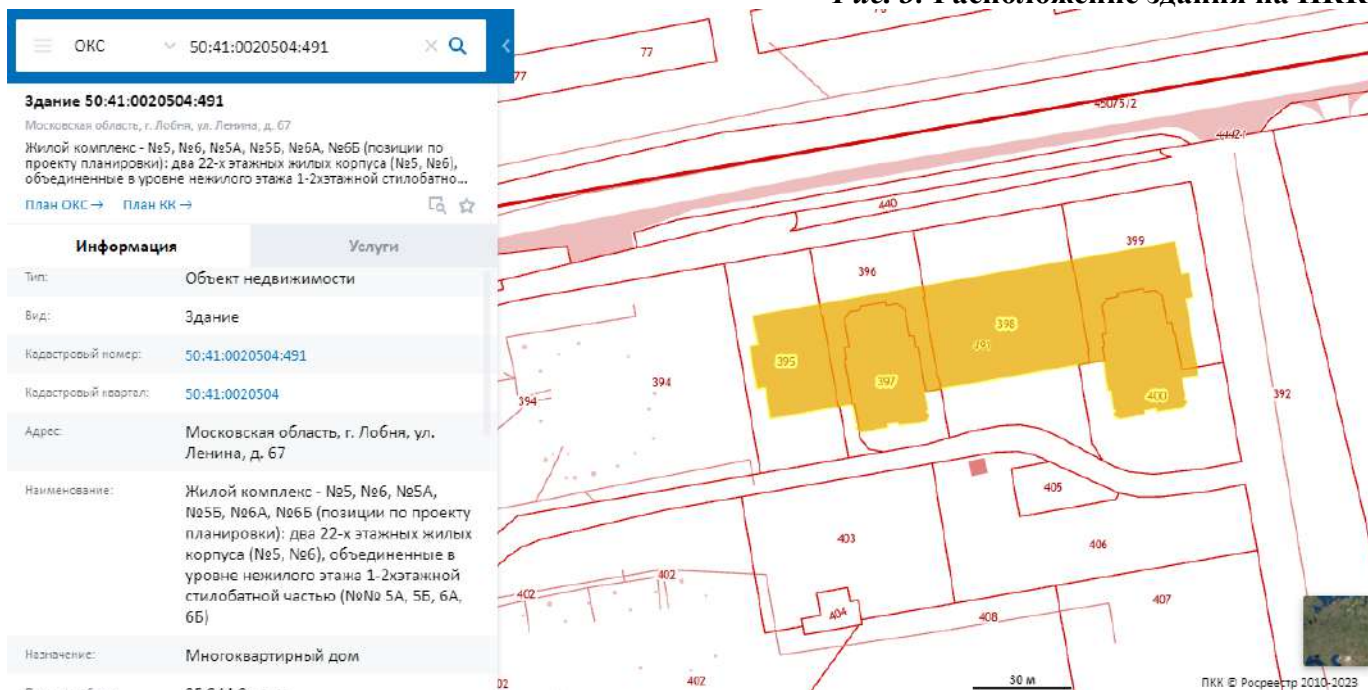 ОКС 50:41:0020504:491
Здание 50:41:0020504:491
Московская область, г. Лобня, ул. Ленина, д. 67
Жилой комплекс - №5, №6, №5А, №5Б, №6А, №6Б (позиции по
проекту планировки): два 22-х этажных жилых корпуса (№5, №6),
объединенные в уровне нежилого этажа 1-2хэтажной стилобатно...
План ОКС → План КК →
Информация Услуги
Тип: Объект недвижимости
Вид: Здание
Кадастровый номер: 50:41:0020504:491
Кадастровый квартал: 50:41:0020504
Адрес: Московская область, г. Лобня, ул.
Ленина, д. 67
Наименование: Жилой комплекс - №5, №6, №5А,
№5Б, №6А, №6Б (позиции по проекту
планировки): два 22-х этажных жилых
корпуса (№5, №6), объединенные в
уровне нежилого этажа 1-2хэтажной
стилобатной частью (№№ 5А, 5Б, 6А,
6Б)
Назначение: Многоквартирный дом
77
77
440
399
396
398
395
397
400
394
394
392
405
403
406
402
402
404
408
407
402
02
50 м
ПКК © Росреестр 2010-2023